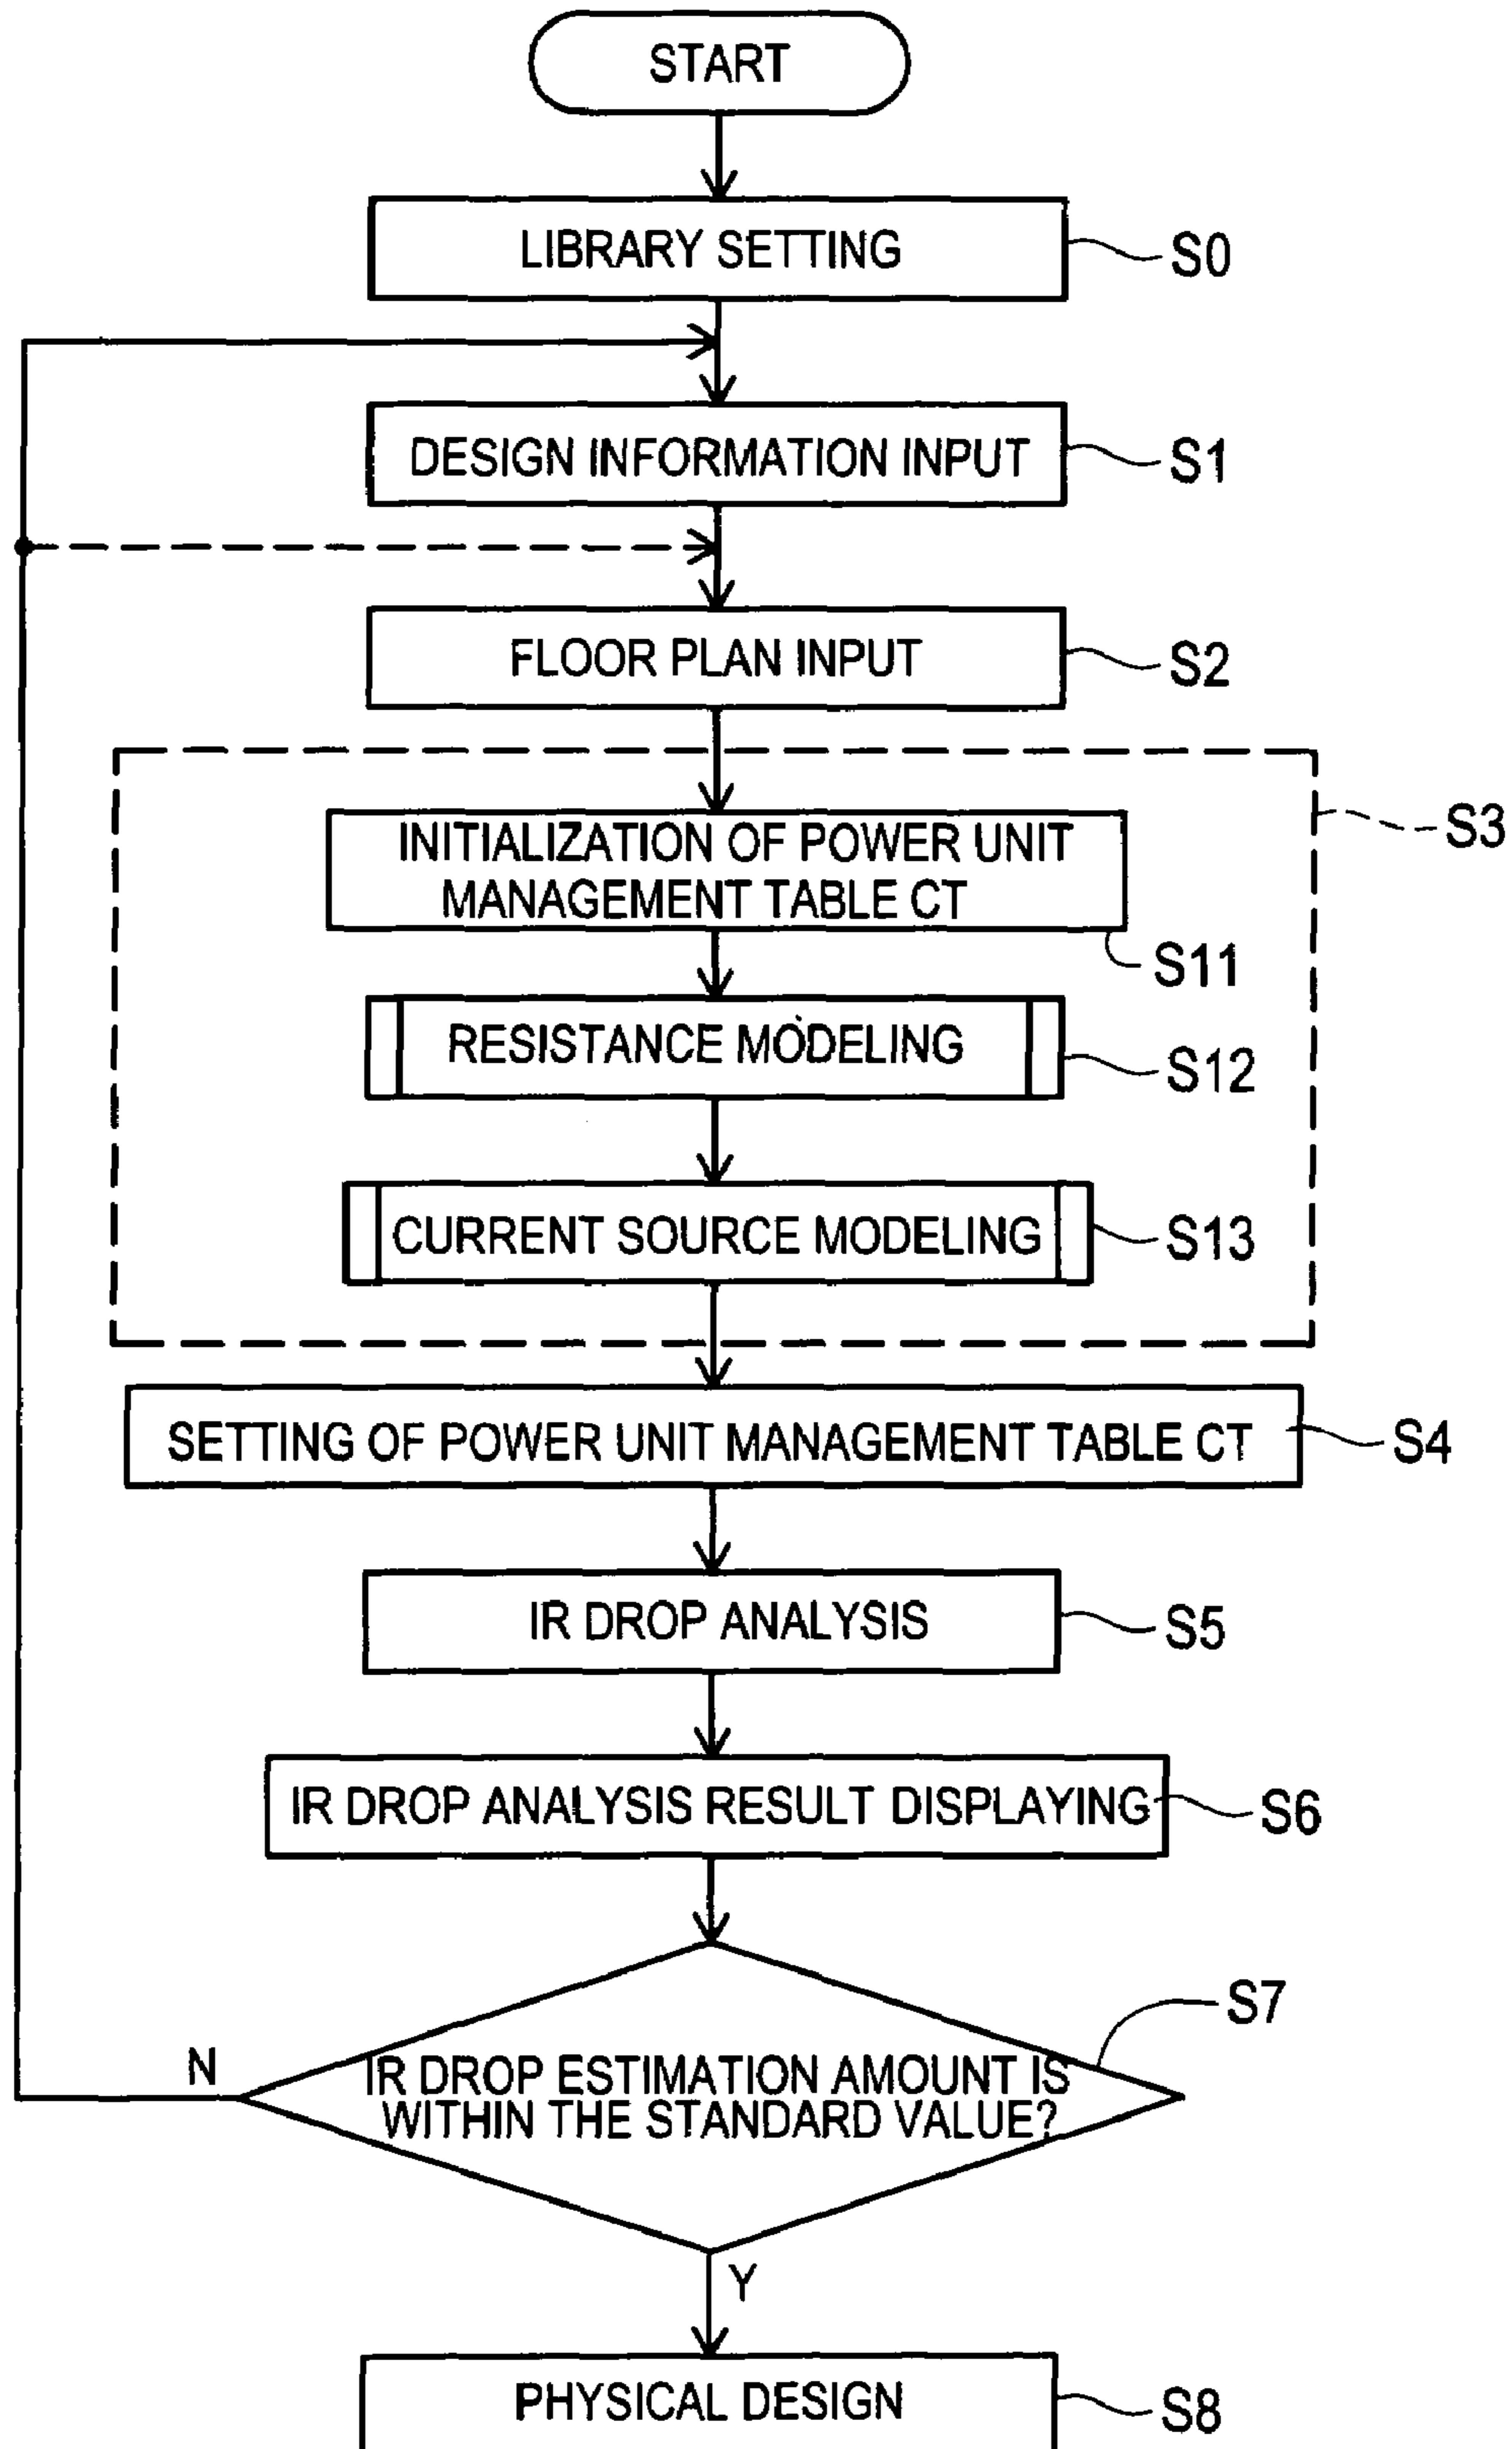 START
LIBRARY SETTING
S0
DESIGN INFORMATION INPUT
S1
FLOOR PLAN INPUT
S2
S3
INITIALIZATION OF POWER UNIT
MANAGEMENT TABLE CT
S11
RESISTANCE MODELING
S12
CURRENT SOURCE MODELING
S13
SETTING OF POWER UNIT MANAGEMENT TABLE CT
S4
IR DROP ANALYSIS
S5
IR DROP ANALYSIS RESULT DISPLAYING
S6
S7
N
IR DROP ESTIMATION AMOUNT IS
WITHIN THE STANDARD VALUE?
Y
PHYSICAL DESIGN
S8